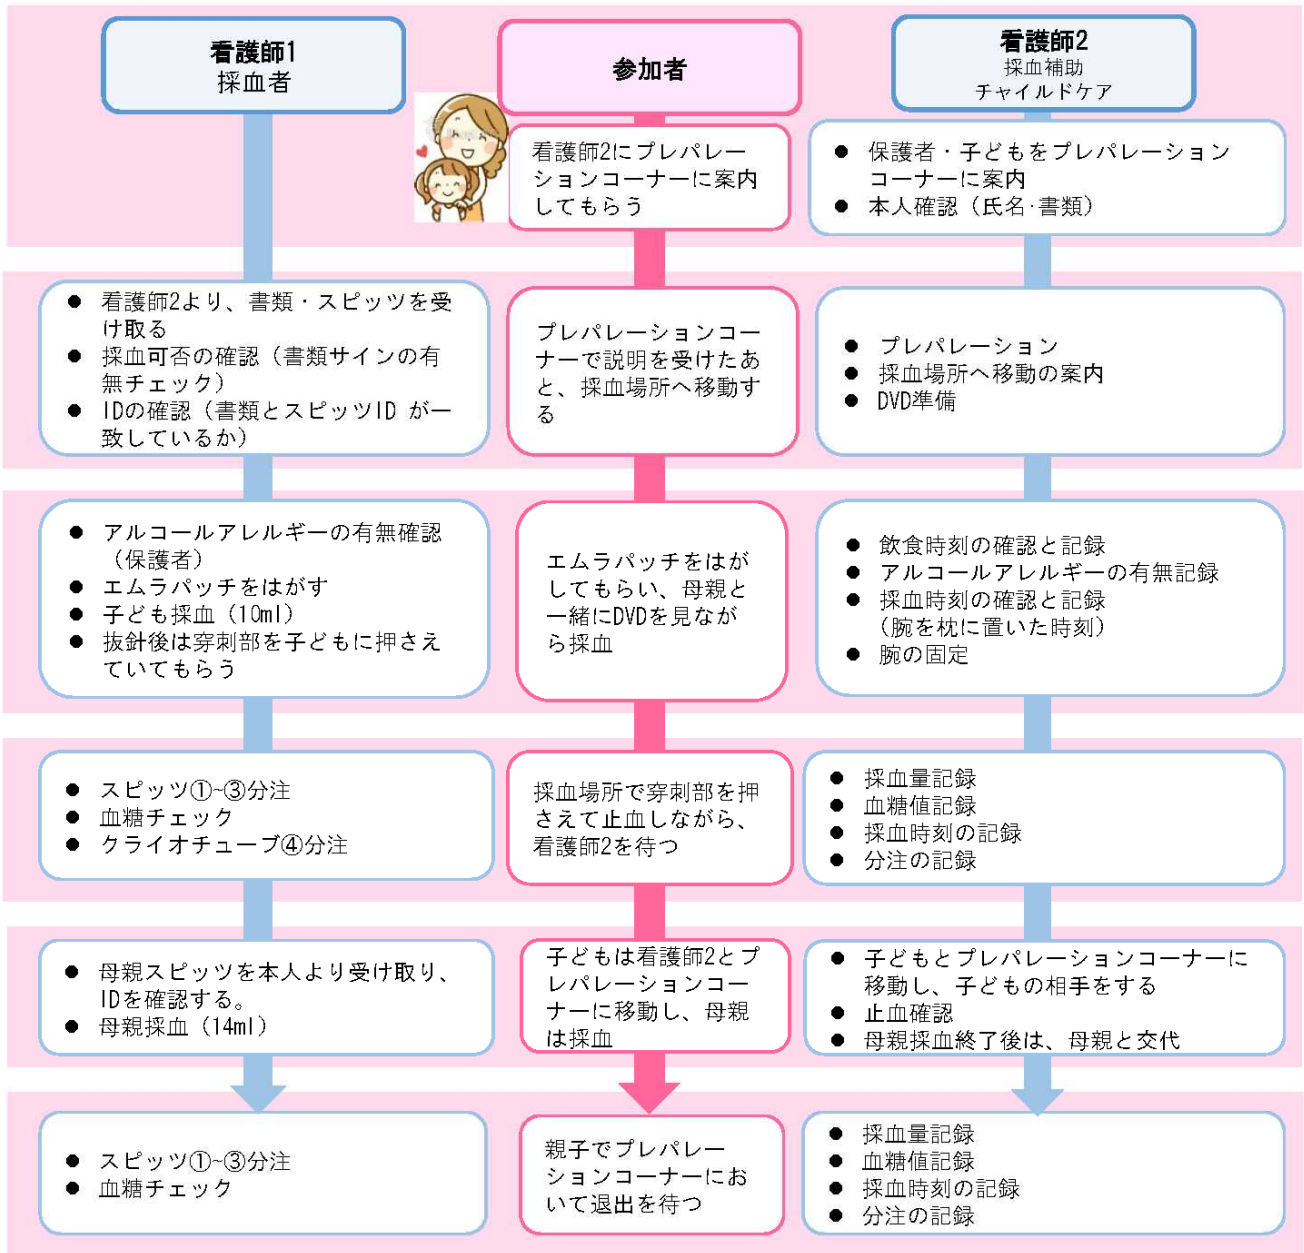 看護師1
採血者
参加者
看護師2
採血補助
チャイルドケア
看護師2にプレパレー
ションコーナーに案内
してもらう
● 保護者・子どもをプレパレーション
コーナーに案内
● 本人確認（氏名・書類）
● 看護師2より、書類・スピッツを受
け取る
● 採血可否の確認（書類サインの有
無チェック）
● IDの確認（書類とスピッツID が一
致しているか）
プレパレーションコー
ナーで説明を受けたあ
と、採血場所へ移動す
る
● プレパレーション
● 採血場所へ移動の案内
● DVD準備
● アルコールアレルギーの有無確認
（保護者）
● エムラパッチをはがす
● 子ども採血（10ml）
● 抜針後は穿刺部を子どもに押さえ
ていてもらう
エムラパッチをはが
してもらい、母親と
一緒にDVDを見なが
ら採血
● 飲食時刻の確認と記録
● アルコールアレルギーの有無記録
● 採血時刻の確認と記録
（腕を枕に置いた時刻）
● 腕の固定
● スピッツ①~③分注
● 血糖チェック
● クライオチューブ④分注
採血場所で穿刺部を押
さえて止血しながら、
看護師2を待つ
● 採血量記録
● 血糖値記録
● 採血時刻の記録
● 分注の記録
● 母親スピッツを本人より受け取り、
IDを確認する。
● 母親採血（14ml）
子どもは看護師2とプ
レパレーションコー
ナーに移動し、母親
は採血
● 子どもとプレパレーションコーナーに
移動し、子どもの相手をする
● 止血確認
● 母親採血終了後は、母親と交代
● スピッツ①~③分注
● 血糖チェック
親子でプレパレー
ションコーナーにお
いて退出を待つ
● 採血量記録
● 血糖値記録
● 採血時刻の記録
● 分注の記録